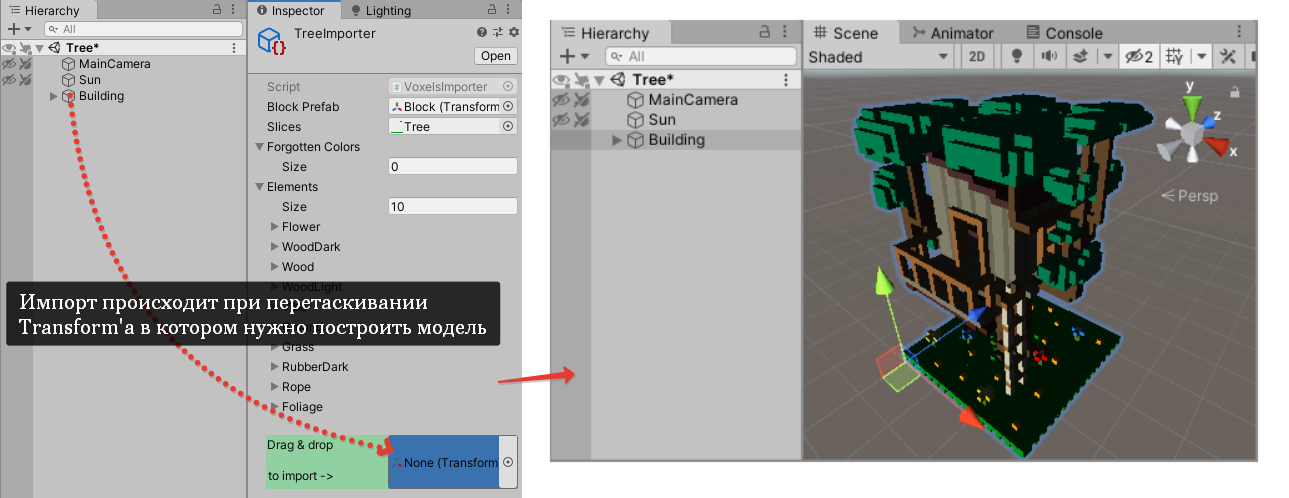 Hierarchy
All
Tree*
MainCamera
Sun
Building
Inspector
Lighting
TreeImporter
Open
Script
VoxelsImporter
Block Prefab
Block (Transform
Slices
Tree
Forgotten Colors
Size
0
Elements
Size
10
Flower
WoodDark
Wood
WoodLight
Импорт происходит при перетаскивании
Transform'а в котором нужно построить модель
Grass
RubberDark
Rope
Foliage
Drag & drop
to import ->
None (Transform
Hierarchy
All
Tree*
MainCamera
Sun
Building
Scene
Animator
Console
Shaded
2D
2
y
z
x
Persp